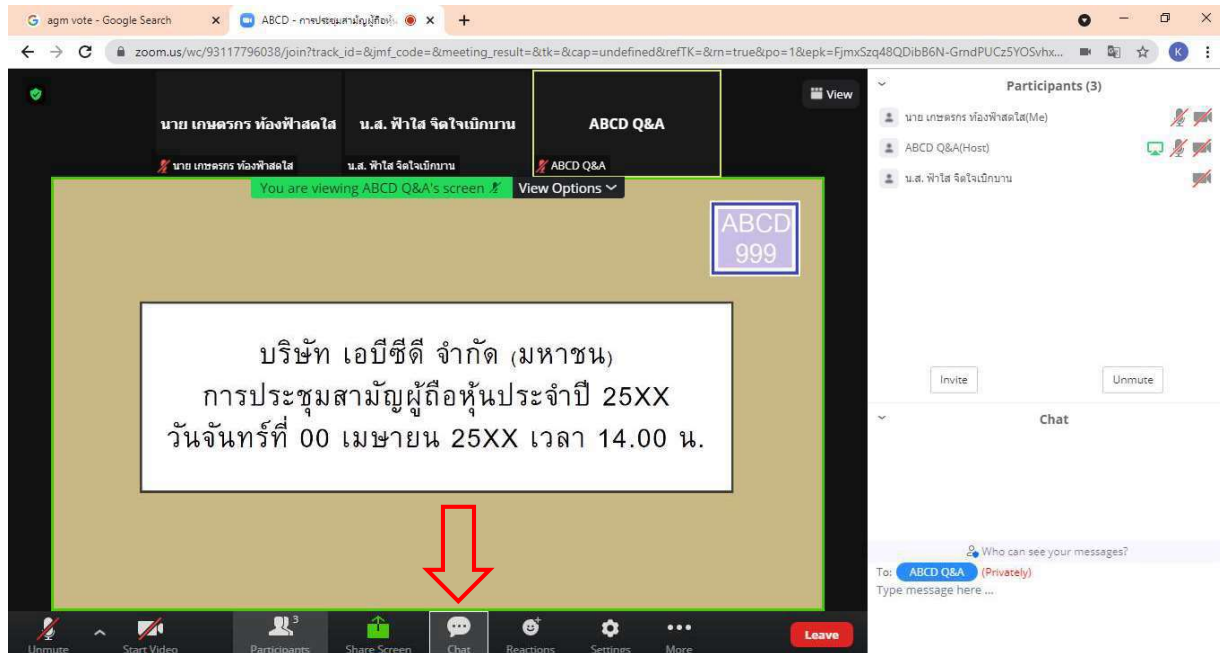 agm vote - Google Search
ABCD - การประชุมสามัญผู้ถือหุ้น
zoom.us/wc/93117796038/join?track_id=&jmf_code=&meeting_result=&tk=&cap=undefined&refTK=&rn=true&po=1&epk=FjmxSzq48QDibB6N-GrndPUCz5YOSvhx...
K
View
นาย เกษตรกร ท้องฟ้าสดใส
น.ส. ฟ้าใส จิตใจเบิกบาน
ABCD Q&A
นาย เกษตรกร ท้องฟ้าสดใส
น.ส. ฟ้าใส จิตใจเบิกบาน
ABCD Q&A
You are viewing ABCD Q&A's screen
View Options
ABCD
999
บริษัท เอบีซีดี จำกัด (มหาชน)
การประชุมสามัญผู้ถือหุ้นประจำปี 25XX
วันจันทร์ที่ 00 เมษายน 25XX เวลา 14.00 น.
Unmute
Start Video
Participants
3
Share Screen
Chat
Reactions
Settings
More
Leave
Participants (3)
นาย เกษตรกร ท้องฟ้าสดใส(Me)
ABCD Q&A(Host)
น.ส. ฟ้าใส จิตใจเบิกบาน
Invite
Unmute
Chat
Who can see your messages?
To: ABCD Q&A (Privately)
Type message here ...